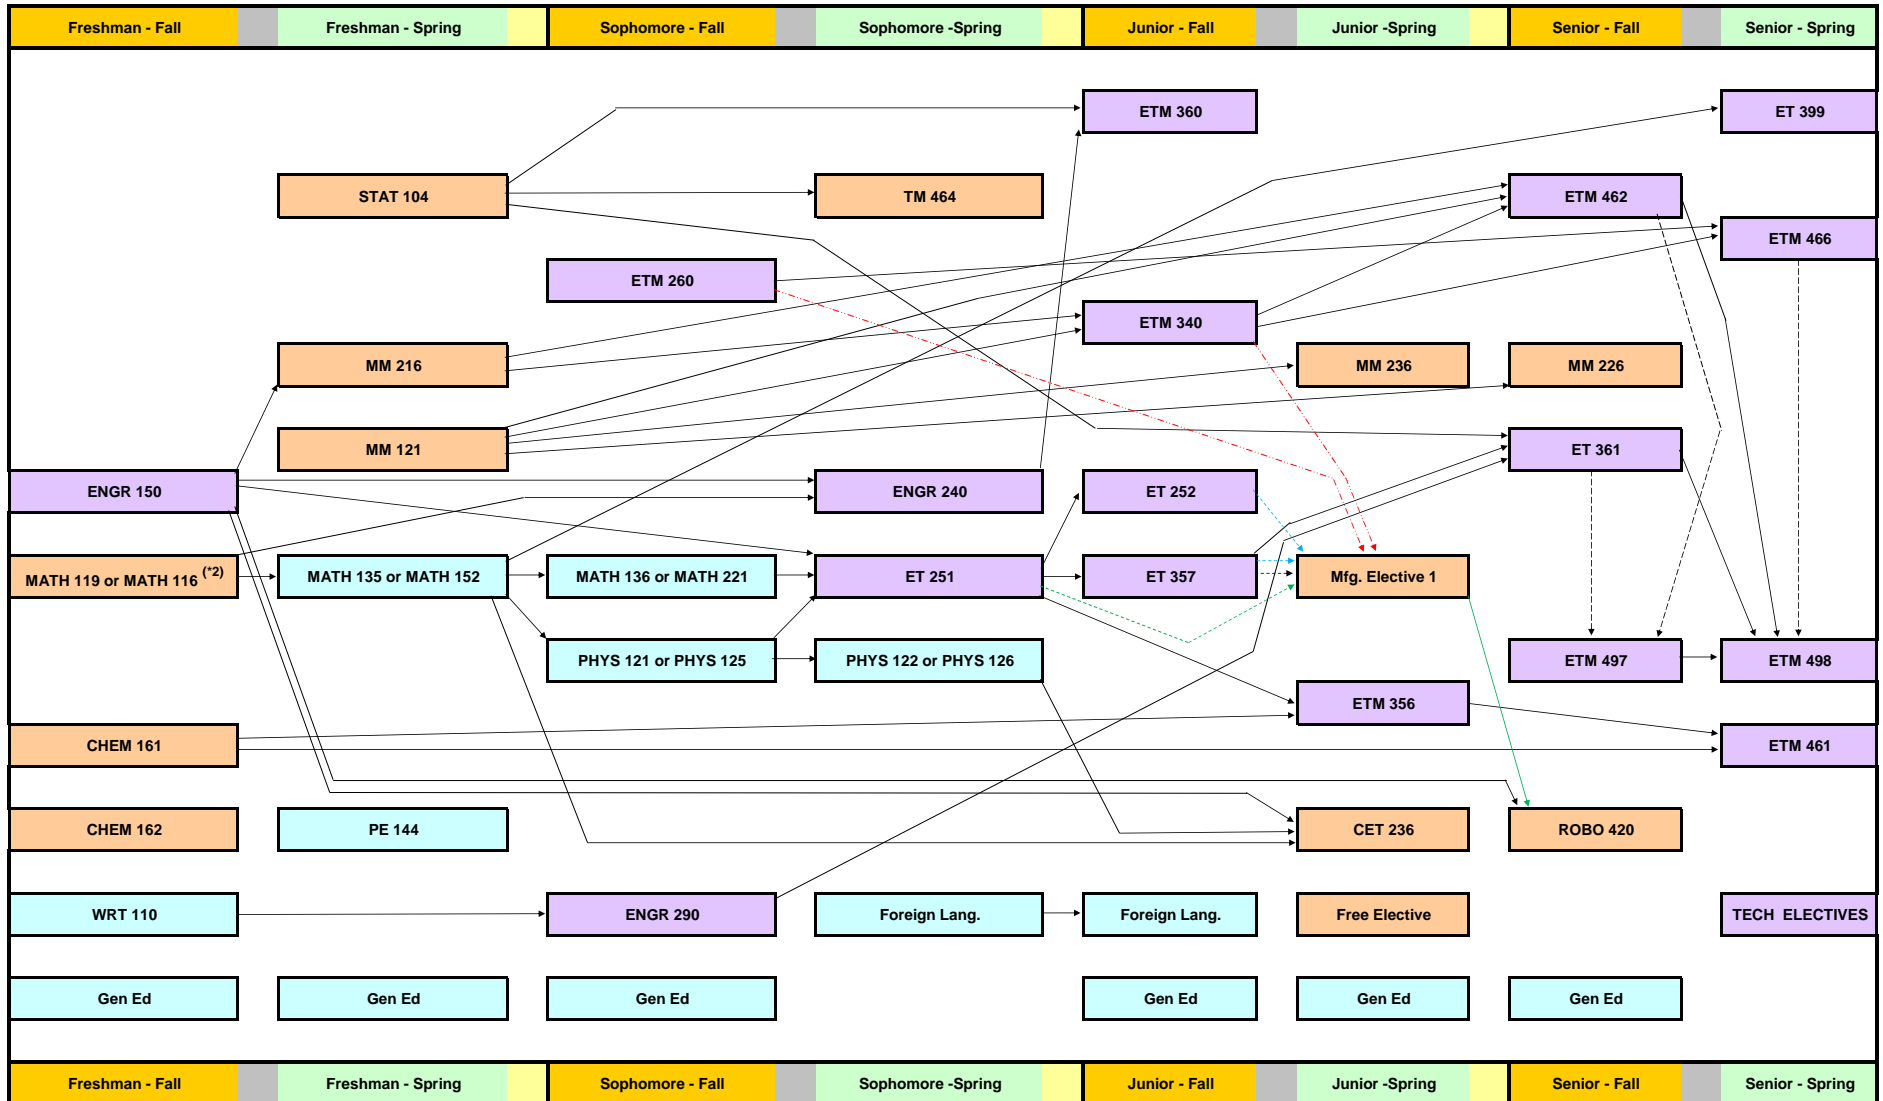 Freshman - Fall
Freshman - Spring
Sophomore - Fall
Sophomore -Spring
Junior - Fall
Junior -Spring
Senior - Fall
Senior - Spring
ETM 360
ET 399
STAT 104
TM 464
ETM 462
ETM 466
ETM 260
ETM 340
MM 216
MM 236
MM 226
MM 121
ET 361
ENGR 150
ENGR 240
ET 252
MATH 119 or MATH 116 (*2)
MATH 135 or MATH 152
MATH 136 or MATH 221
ET 251
ET 357
Mfg. Elective 1
PHYS 121 or PHYS 125
PHYS 122 or PHYS 126
ETM 497
ETM 498
ETM 356
CHEM 161
ETM 461
CHEM 162
PE 144
CET 236
ROBO 420
WRT 110
ENGR 290
Foreign Lang.
Foreign Lang.
Free Elective
TECH ELECTIVES
Gen Ed
Gen Ed
Gen Ed
Gen Ed
Gen Ed
Gen Ed
Freshman - Fall
Freshman - Spring
Sophomore - Fall
Sophomore -Spring
Junior - Fall
Junior -Spring
Senior - Fall
Senior - Spring